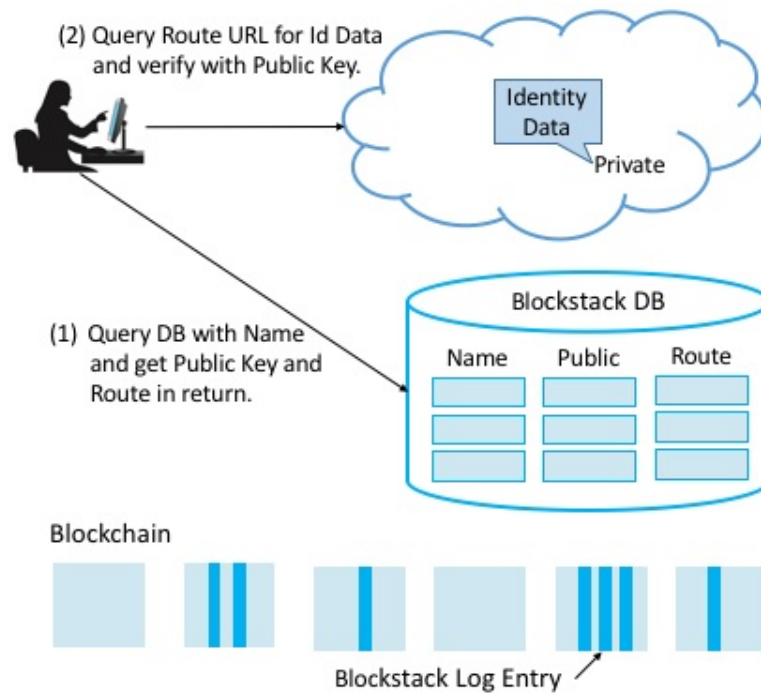 (2) Query Route URL for Id Data
and verify with Public Key.
Identity
Data
Private
Blockstack DB
(1) Query DB with Name
and get Public Key and
Route in return.
Name Public Route
Blockchain
Blockstack Log Entry